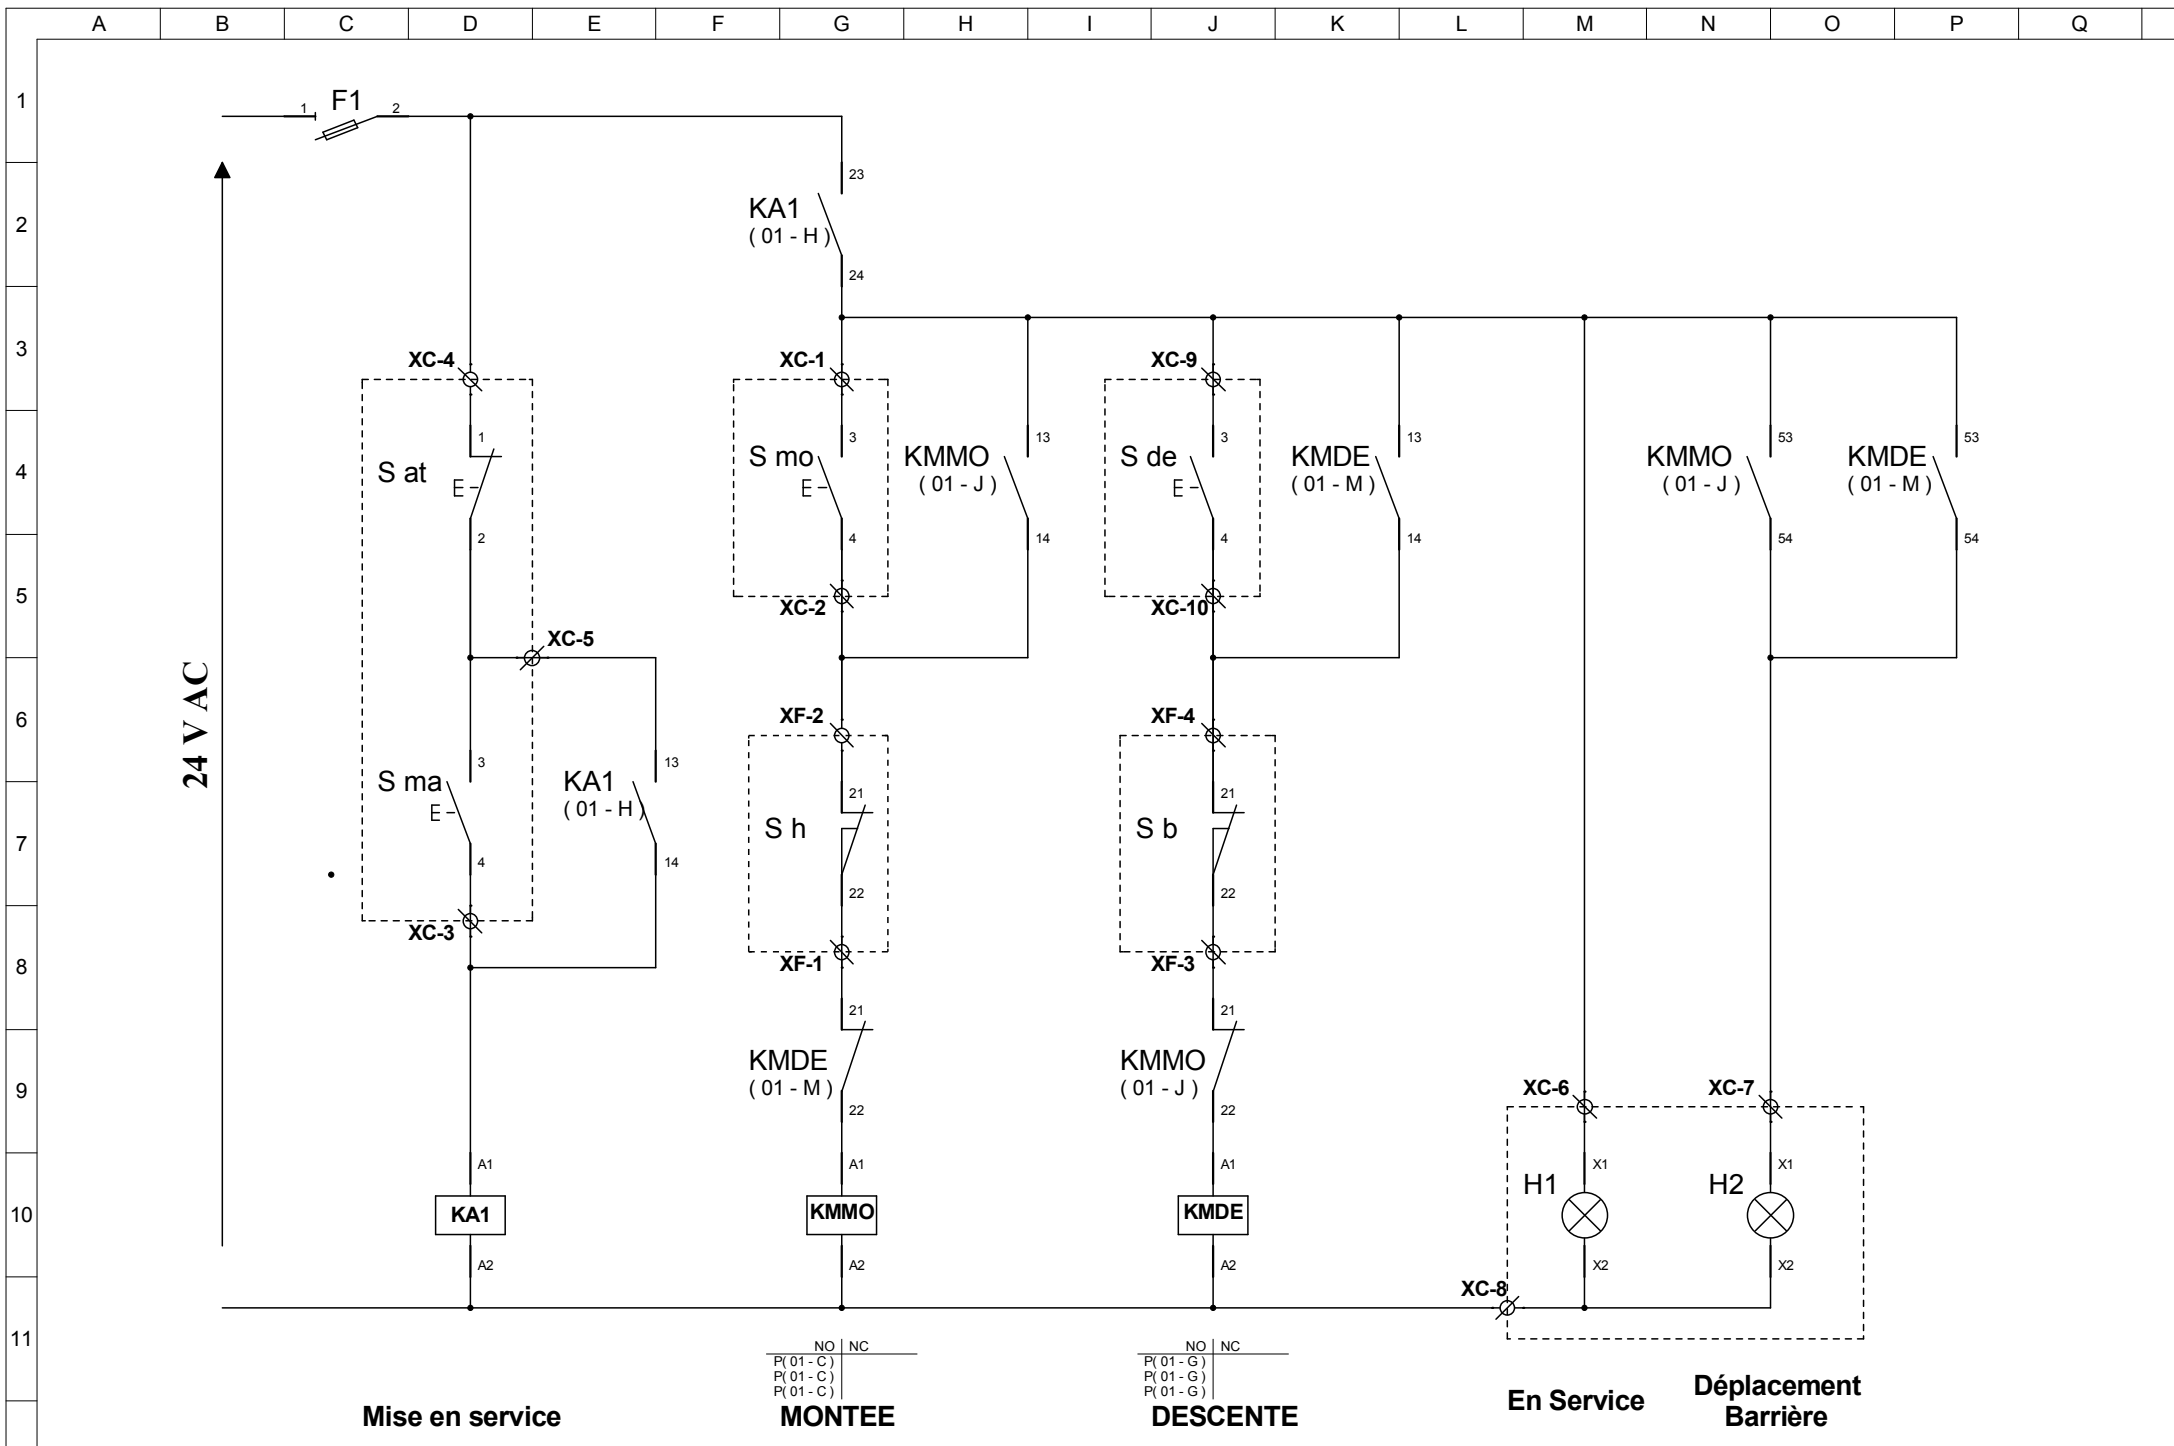 A B C D E F G H I J K L M N O P Q
1
F1
1 2
23
KA1
2
( 01 - H )
24
3
XC-4 XC-1 XC-9
1 3 13 3 13 53 53
S at S mo KMMO S de KMDE KMMO KMDE
4
( 01 - J ) ( 01 - M ) ( 01 - J ) ( 01 - M )
2 4 14 4 14 54 54
5
XC-2 XC-10
XC-5
24 V AC
6
XF-2 XF-4
3 13
S ma KA1 21 21
( 01 - H )
7
S h S b
4 14
22 22
XC-3
8
XF-1 XF-3
21 21
KMDE KMMO
9
( 01 - M ) ( 01 - J ) XC-6 XC-7
22 22
A1 A1 A1 X1 X1
H1 H2
10
KA1 KMMO KMDE
A2 A2 A2 X2 X2
XC-8
11
NO NC NO NC
P( 01 - C ) P( 01 - G )
P( 01 - C ) P( 01 - G )
P( 01 - C ) P( 01 - G )
Mise en service MONTEE DESCENTE En Service Déplacement
Barrière